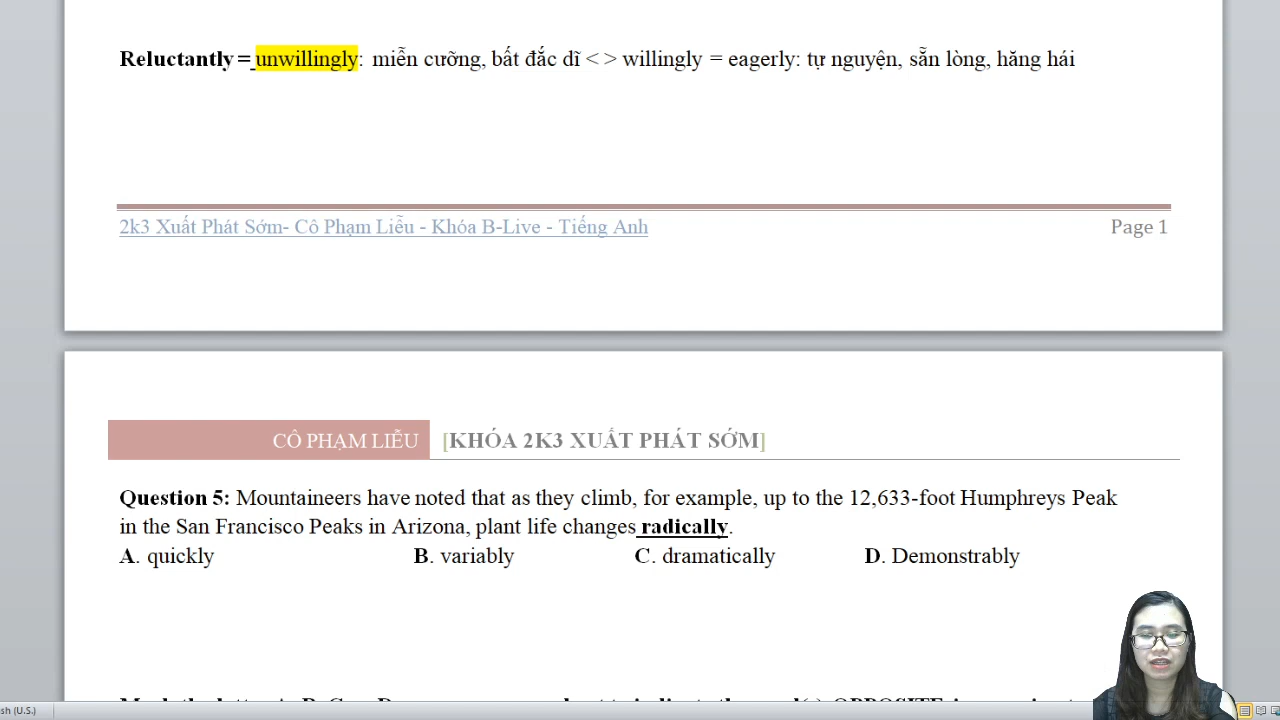 Reluctantly = unwillingly: miễn cưỡng, bất đắc dĩ < > willingly = eagerly: tự nguyện, sẵn lòng, hăng hái
2k3 Xuất Phát Sớm- Cô Phạm Liễu - Khóa B-Live - Tiếng Anh Page 1
CÔ PHẠM LIỄU [KHÓA 2K3 XUẤT PHÁT SỚM]
Question 5: Mountaineers have noted that as they climb, for example, up to the 12,633-foot Humphreys Peak
in the San Francisco Peaks in Arizona, plant life changes radically.
A. quickly B. variably C. dramatically D. Demonstrably
sh (U.S.)